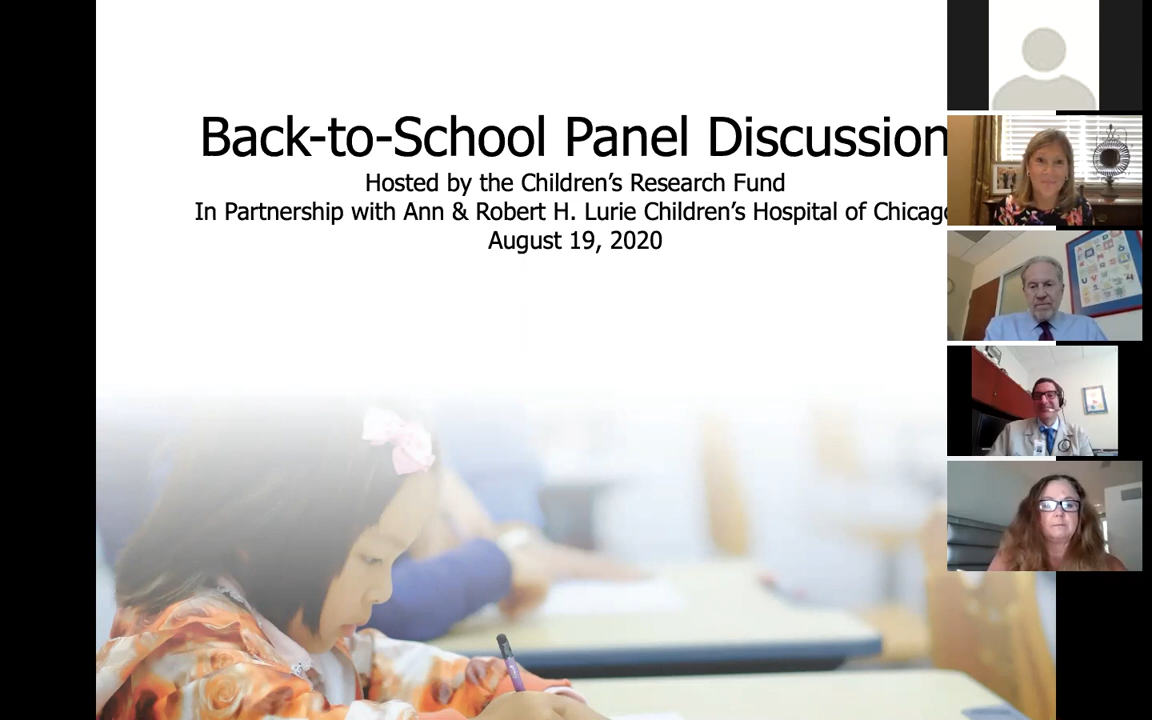 Back-to-School Panel Discussion
Hosted by the Children's Research Fund
In Partnership with Ann & Robert H. Lurie Children's Hospital of Chicago
August 19, 2020